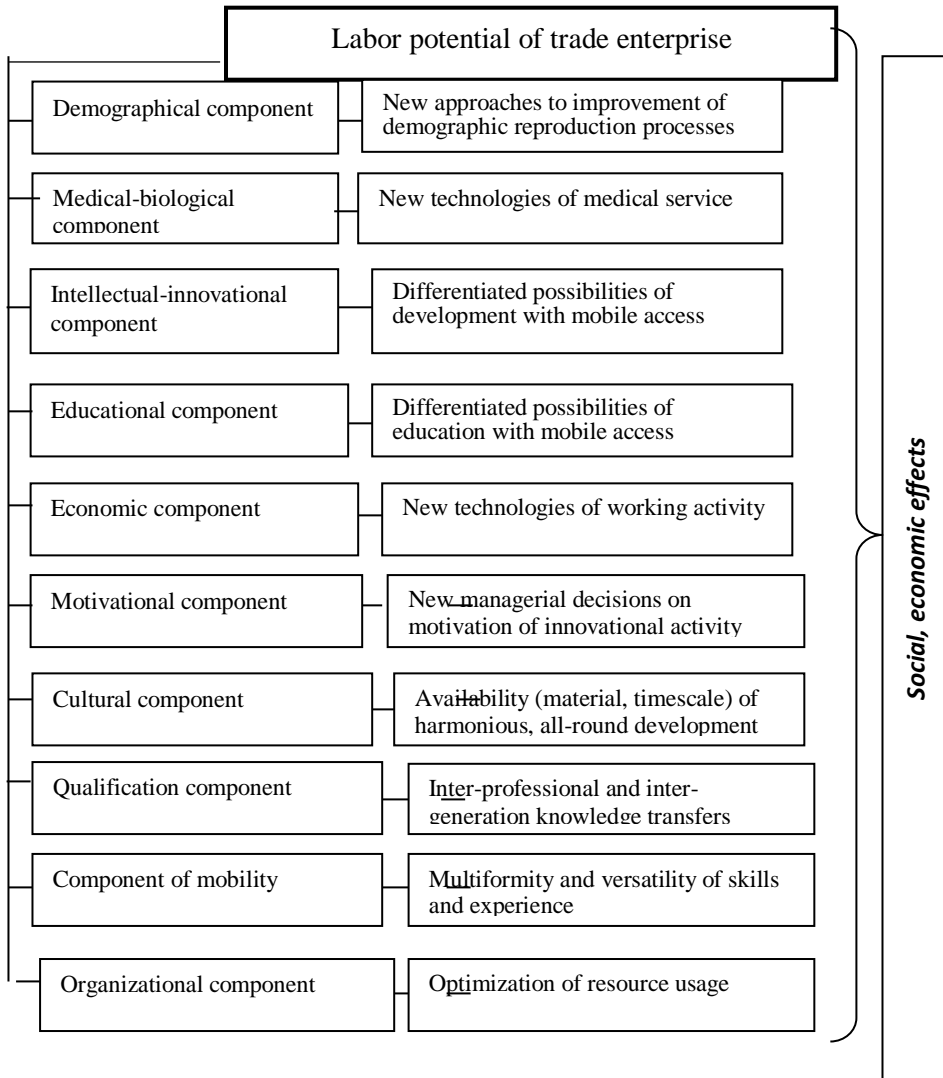 Labor potential of trade enterprise
Demographical component
New approaches to improvement of
demographic reproduction processes
Medical-biological
component
New technologies of medical service
Intellectual-innovational
component
Differentiated possibilities of
development with mobile access
Educational component
Differentiated possibilities of
education with mobile access
Economic component
New technologies of working activity
Motivational component
New managerial decisions on
motivation of innovational activity
Cultural component
Availability (material, timescale) of
harmonious, all-round development
Qualification component
Inter-professional and inter-
generation knowledge transfers
Component of mobility
Multiformity and versatility of skills
and experience
Organizational component
Optimization of resource usage
Social, economic effects